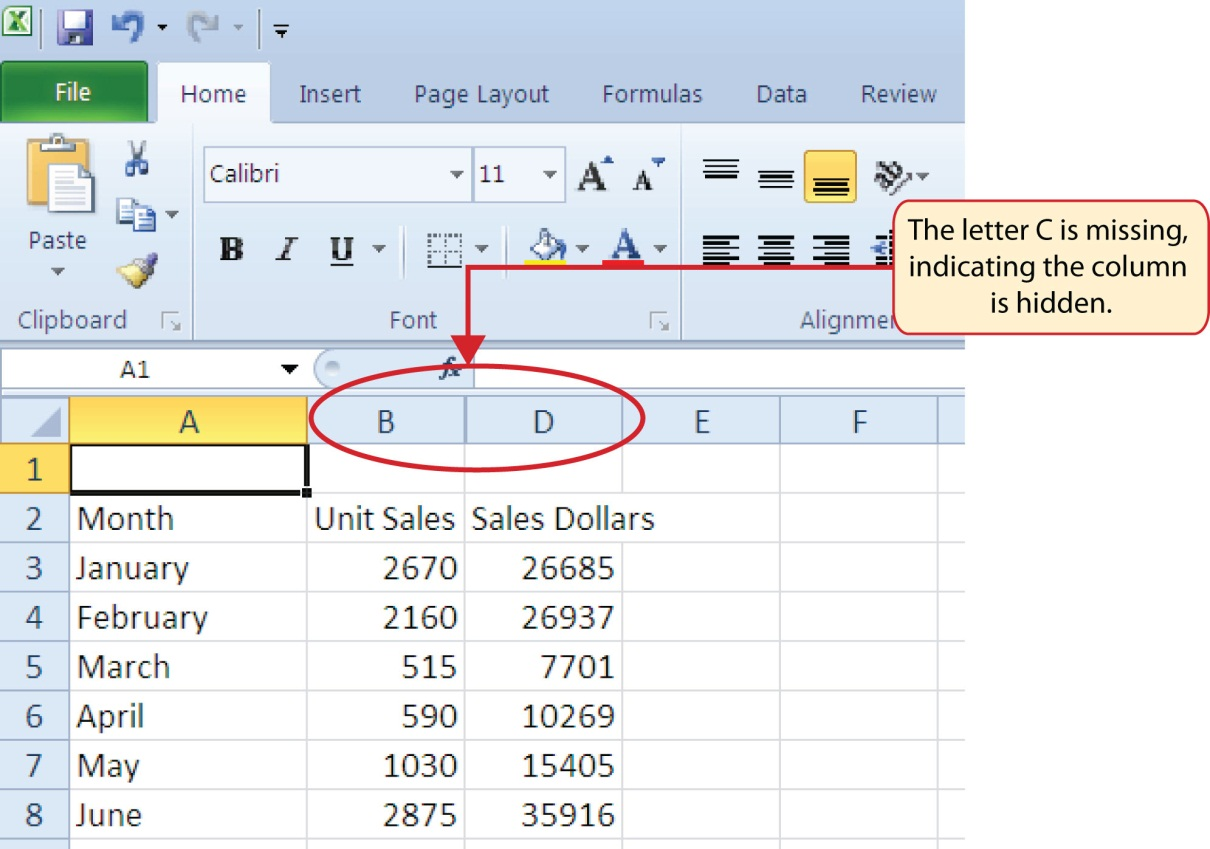 File Home Insert Page Layout Formulas Data Review
Calibri 11 A A
Paste B I U A
Clipboard Font Alignmen
The letter C is missing,
indicating the column
is hidden.
A1 fx
A B D E F
1
2 Month Unit Sales Sales Dollars
3 January 2670 26685
4 February 2160 26937
5 March 515 7701
6 April 590 10269
7 May 1030 15405
8 June 2875 35916